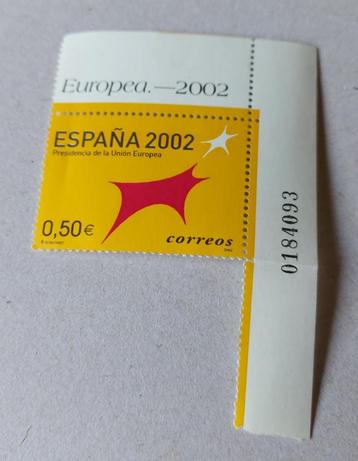 Europea.—2002
ESPAÑA 2002
Presidencia de la Unión Europea
0,50€
correos
0184093